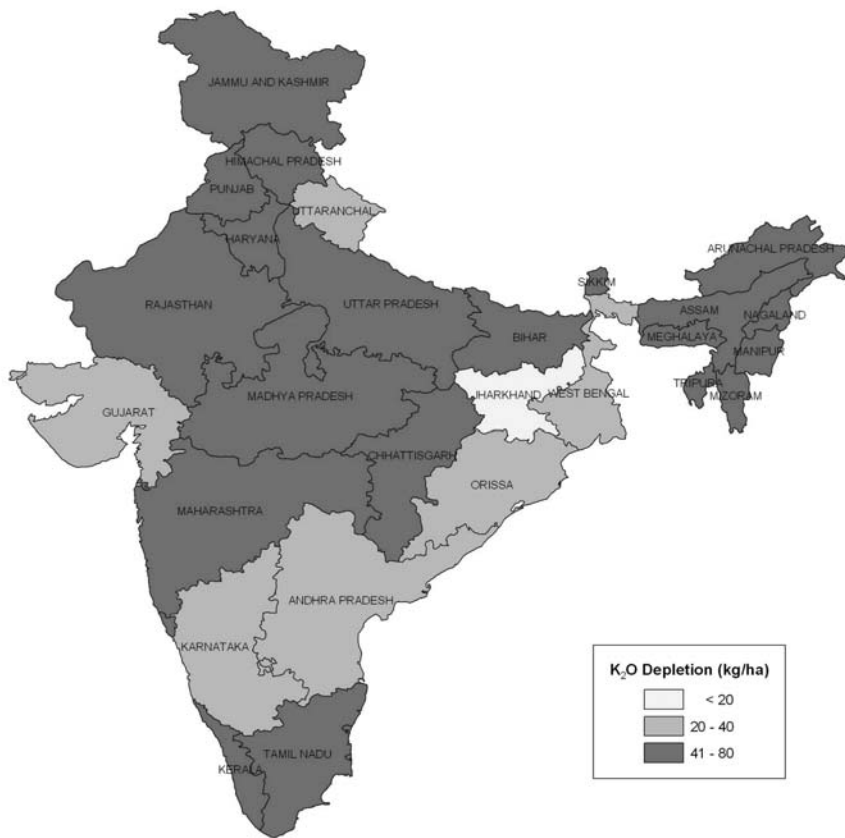 JAMMU AND KASHMIR
HIMACHAL PRADESH
PUNJAB
UTTARANCHAL
HARYANA
ARUNACHAL PRADESH
SIKKIM
RAJASTHAN
UTTAR PRADESH
ASSAM
NAGALAND
BIHAR
MEGHALAYA
MANIPUR
TRIPURA
MIZORAM
MADHYA PRADESH
JHARKHAND
WEST BENGAL
GUJARAT
CHHATTISGARH
ORISSA
MAHARASHTRA
ANDHRA PRADESH
KARNATAKA
TAMIL NADU
KERALA
K₂O Depletion (kg/ha)
< 20
20 - 40
41 - 80